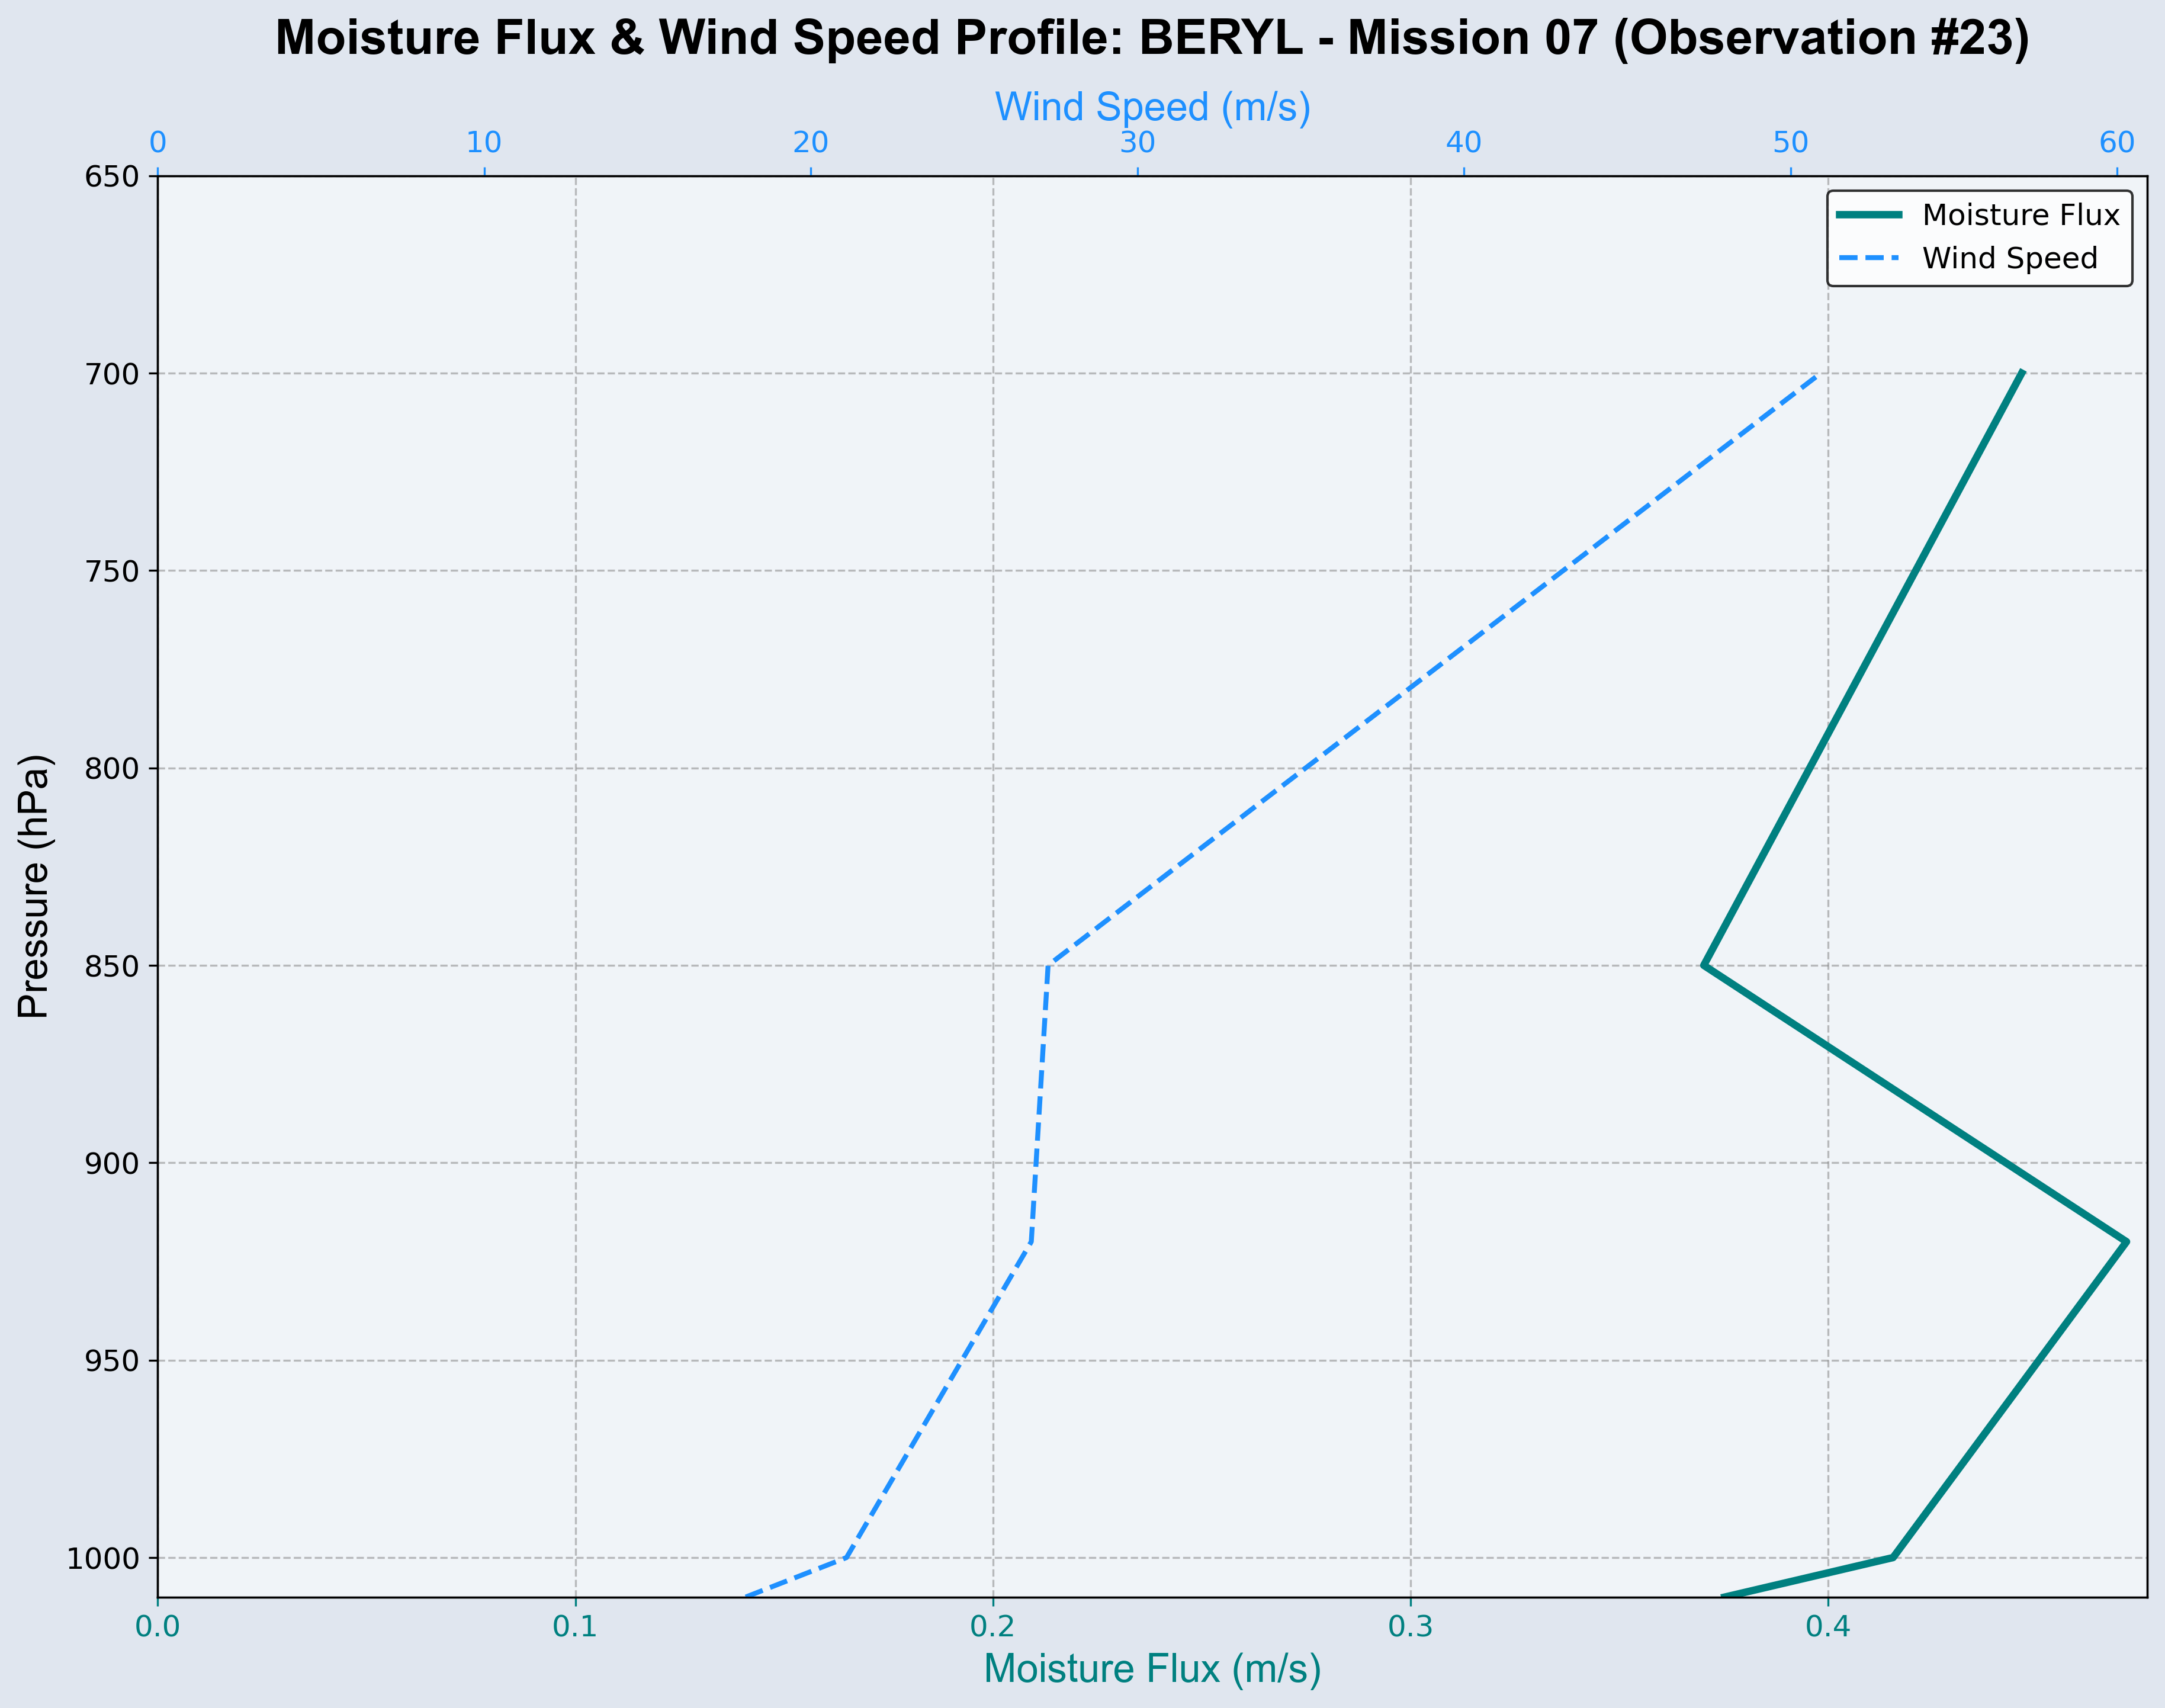 Moisture Flux & Wind Speed Profile: BERYL - Mission 07 (Observation #23)
Wind Speed (m/s)
0 10 20 30 40 50 60
Moisture Flux
Wind Speed
Pressure (hPa)
650
700
750
800
850
900
950
1000
0.0 0.1 0.2 0.3 0.4
Moisture Flux (m/s)